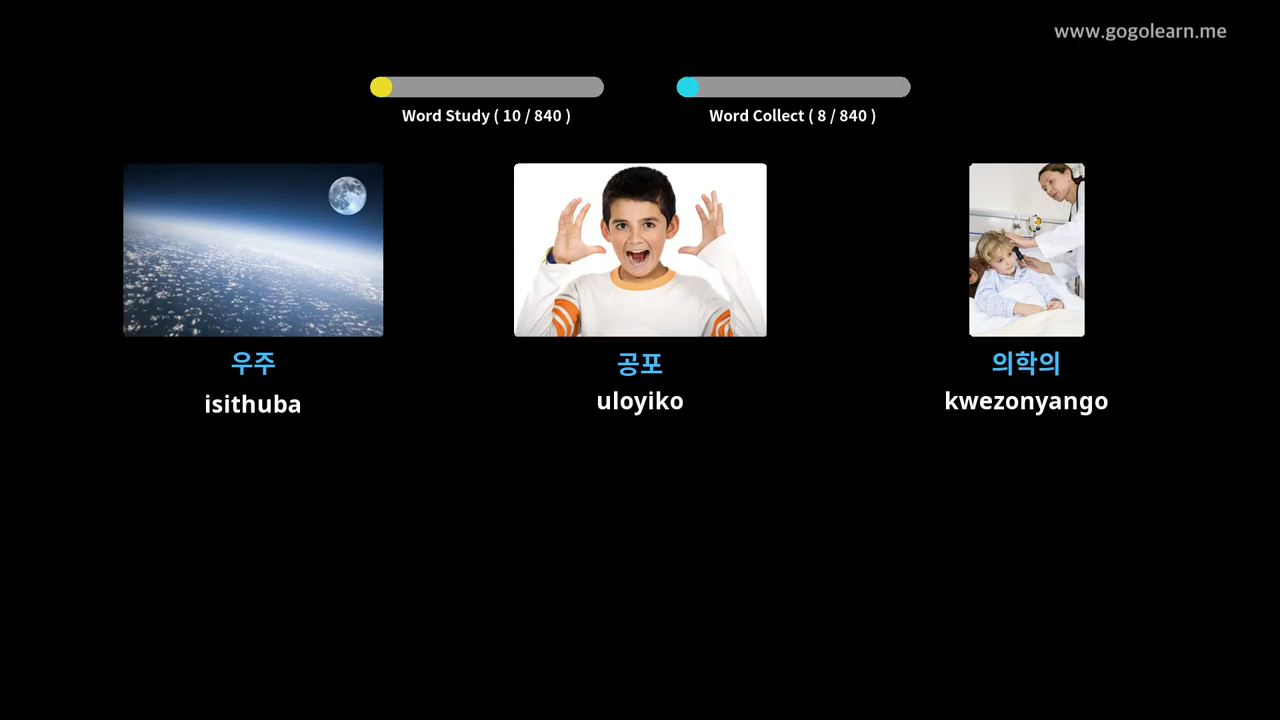 www.gogolearn.me
Word Study ( 10 / 840 )
Word Collect ( 8 / 840 )
우주
isithuba
공포
uloyiko
의학의
kwezonyango